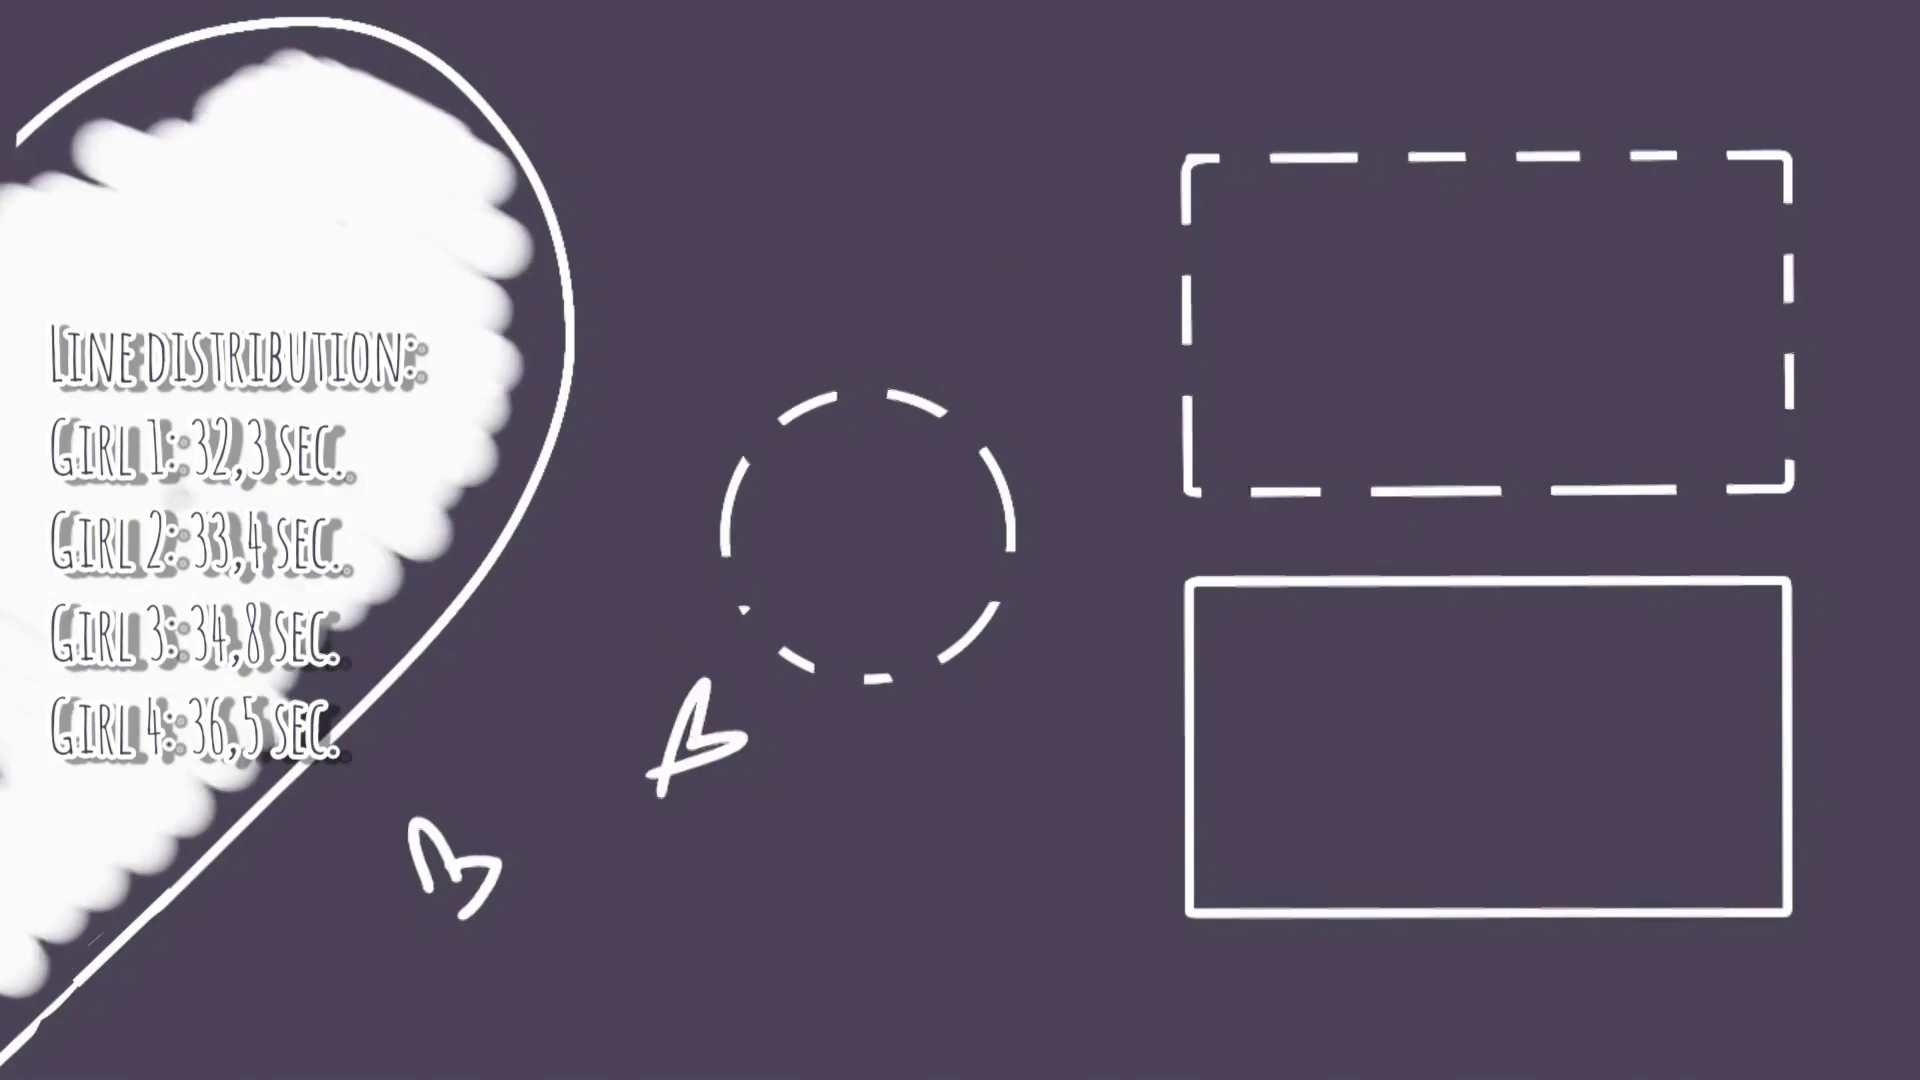 Line distribution:
Girl 1: 32,3 sec.
Girl 2: 33,4 sec.
Girl 3: 34,8 sec.
Girl 4: 36,5 sec.